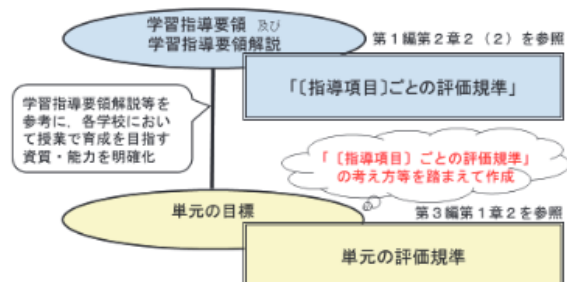 学習指導要領 及び
学習指導要領解説
第1編第2章2(2)を参照
「〔指導項目〕ごとの評価規準」
学習指導要領解説等を
参考に,各学校におい
て授業で育成を目指す
資質・能力を明確化
「〔指導項目〕ごとの評価規準」
の考え方等を踏まえて作成
単元の目標
第3編第1章2を参照
単元の評価規準